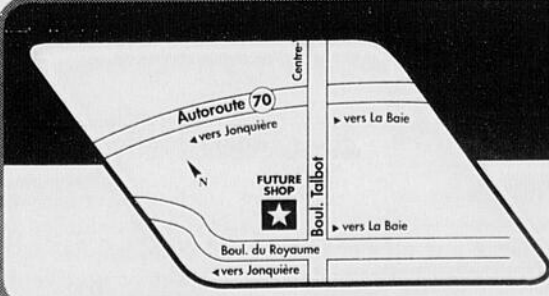 Centre-
Autoroute 70
◄ vers Jonquière
► vers La Baie
N
FUTURE
SHOP
Boul. Talbot
► vers La Baie
Boul. du Royaume
◄ vers Jonquière